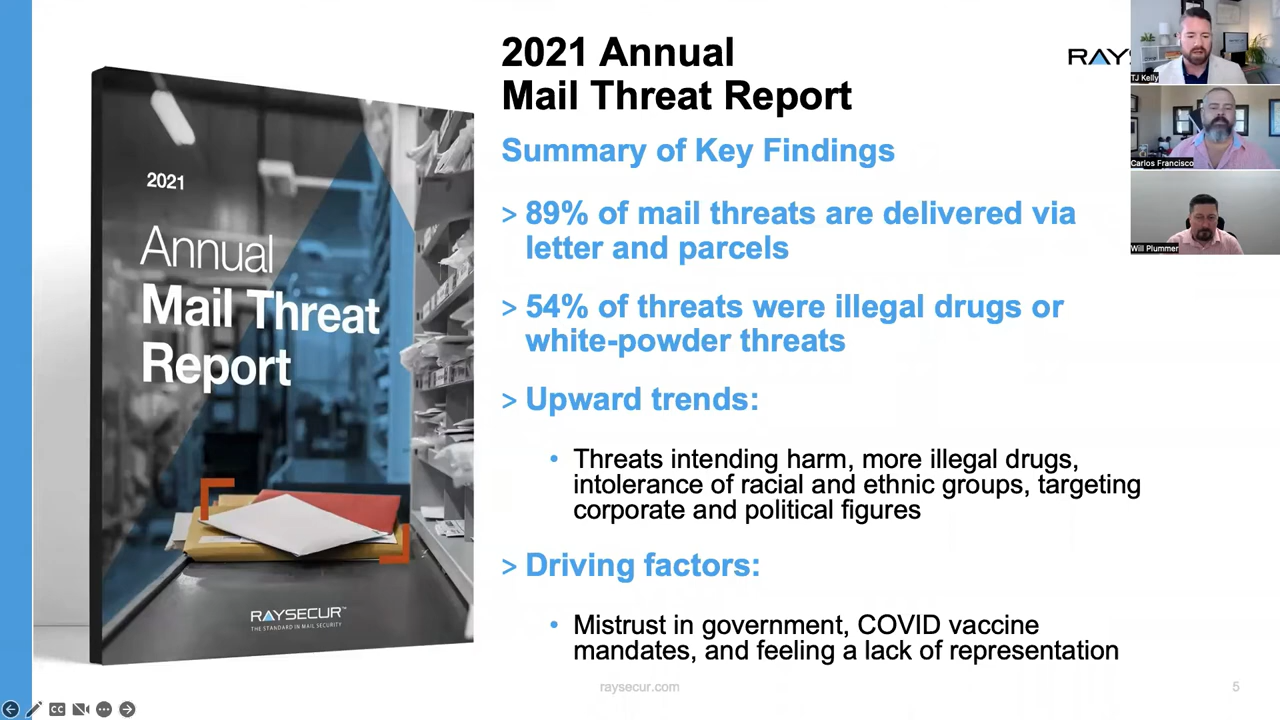 2021 Annual
Mail Threat Report
Summary of Key Findings
> 89% of mail threats are delivered via
letter and parcels
> 54% of threats were illegal drugs or
white-powder threats
> Upward trends:
• Threats intending harm, more illegal drugs,
intolerance of racial and ethnic groups, targeting
corporate and political figures
> Driving factors:
• Mistrust in government, COVID vaccine
mandates, and feeling a lack of representation
raysecur.com
5
2021
Annual
Mail Threat
Report
RAYSECUR™
THE STANDARD IN MAIL SECURITY
RAYS
TJ Kelly
Carlos Francisco
Will Plummer
CC